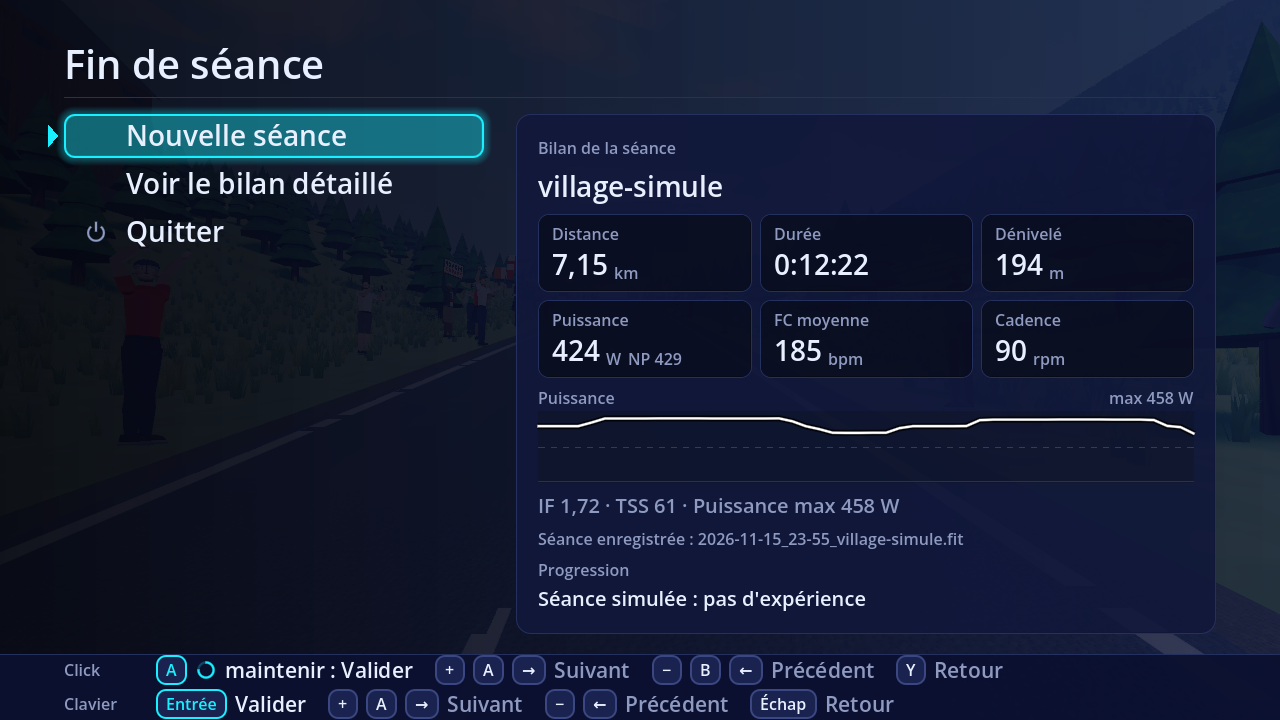 Fin de séance
Nouvelle séance
Voir le bilan détaillé
Quitter
Bilan de la séance
village-simule
Distance
7,15 km
Durée
0:12:22
Dénivelé
194 m
Puissance
424 W NP 429
FC moyenne
185 bpm
Cadence
90 rpm
Puissance max 458 W
IF 1,72 · TSS 61 · Puissance max 458 W
Séance enregistrée : 2026-11-15_23-55_village-simule.fit
Progression
Séance simulée : pas d'expérience
Click A maintenir : Valider + A → Suivant − B ← Précédent Y Retour
Clavier Entrée Valider + A → Suivant − ← Précédent Échap Retour